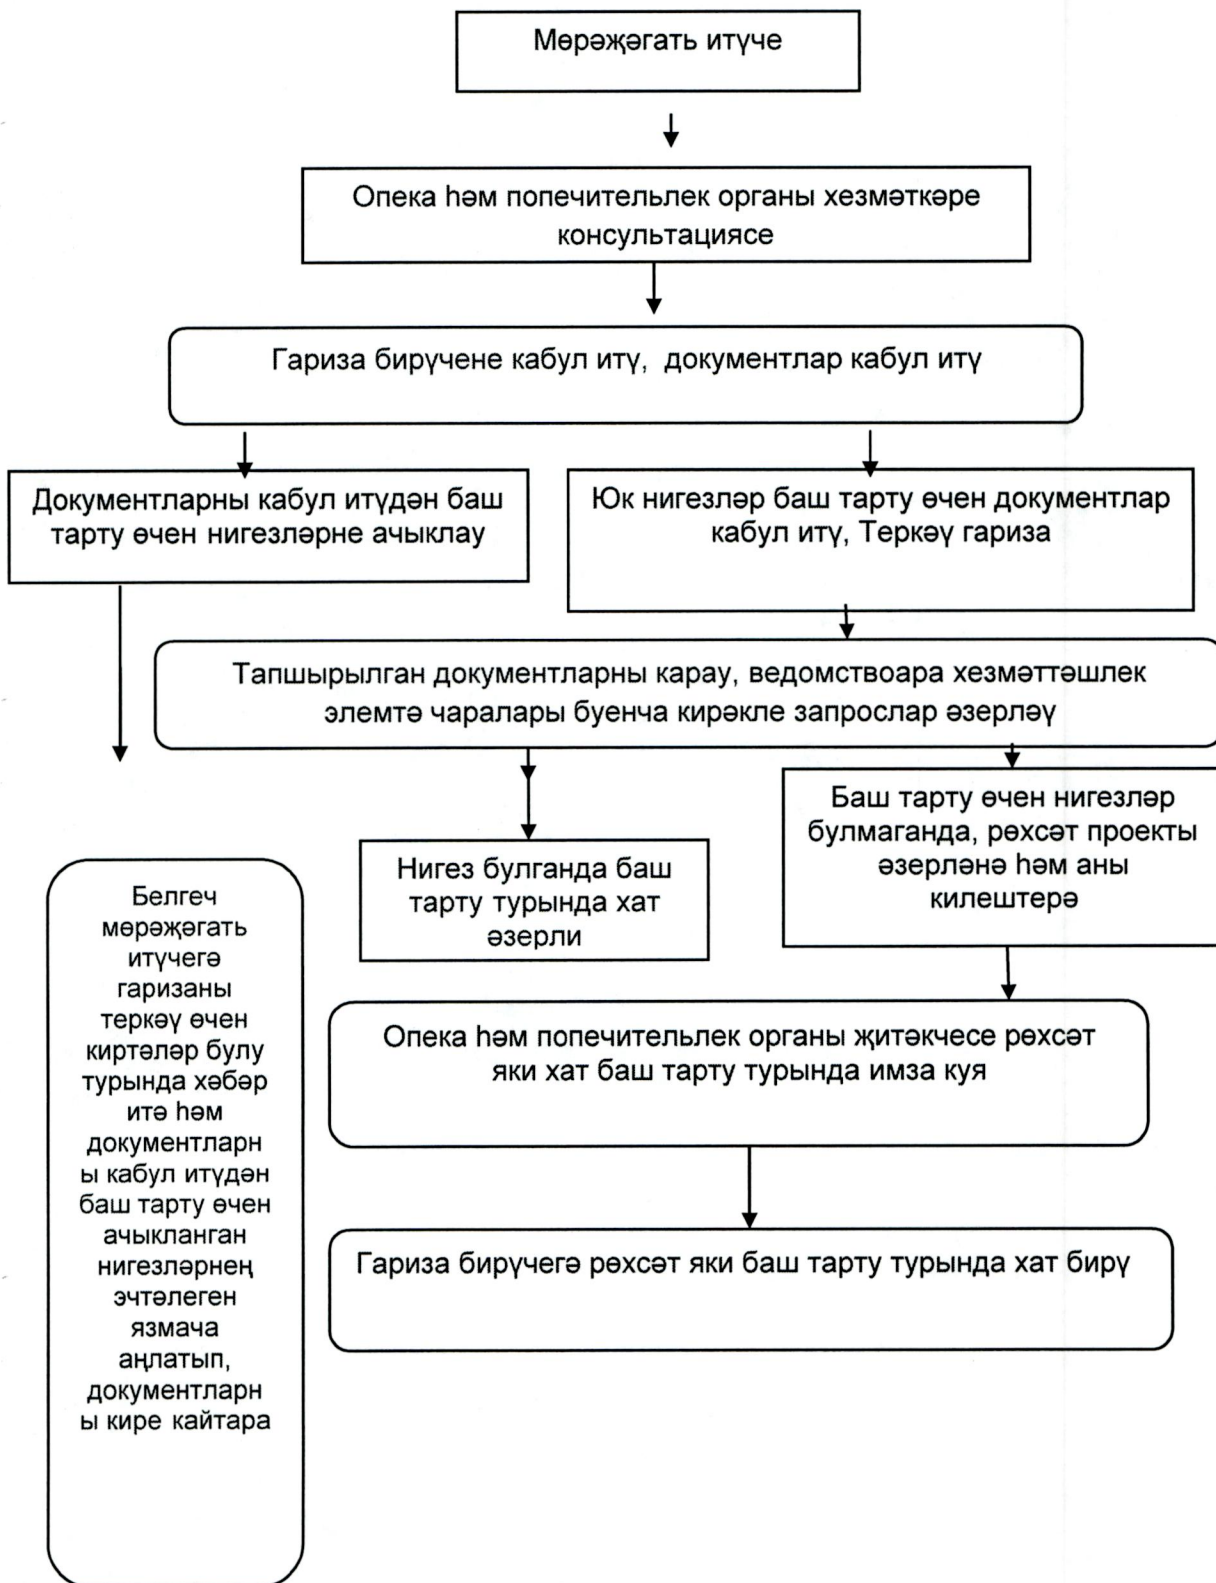 Мөрәҗәгать итүче
Опека һәм попечительлек органы хезмәткәре
консультациясе
Гариза бирүчене кабул итү, документлар кабул итү
Документларны кабул итүдән баш
тарту өчен нигезләрне ачыклау
Юк нигезләр баш тарту өчен документлар
кабул итү, Теркәү гариза
Тапшырылган документларны карау, ведомствоара хезмәттәшлек
элемтә чаралары буенча кирәкле запрослар әзерләү
Нигез булганда баш
тарту турында хат
әзерли
Баш тарту өчен нигезләр
булмаганда, рөхсәт проекты
әзерләнә һәм аны
килештерә
Белгеч
мөрәҗәгать
итүчегә
гаризаны
теркәү өчен
киртәләр булу
турында хәбәр
итә һәм
документларн
ы кабул итүдән
баш тарту өчен
ачыкланган
нигезләрнең
эчтәлеген
язмача
аңлатып,
документларн
ы кире кайтара
Опека һәм попечительлек органы җитәкчесе рөхсәт
яки хат баш тарту турында имза куя
Гариза бирүчегә рөхсәт яки баш тарту турында хат бирү